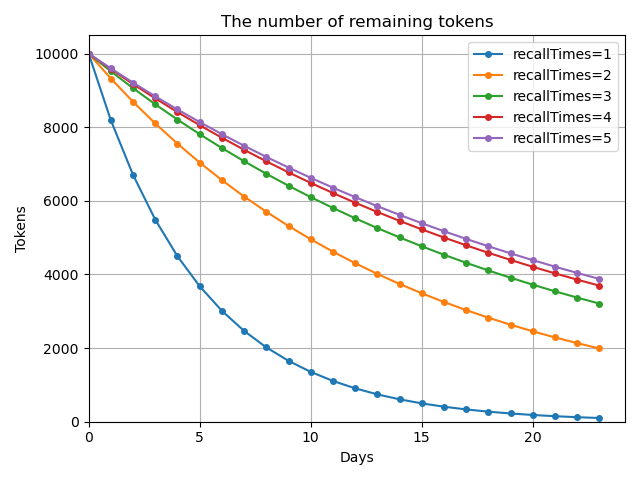 The number of remaining tokens
10000
8000
6000
4000
2000
0
Tokens
recallTimes=1
recallTimes=2
recallTimes=3
recallTimes=4
recallTimes=5
0 5 10 15 20
Days